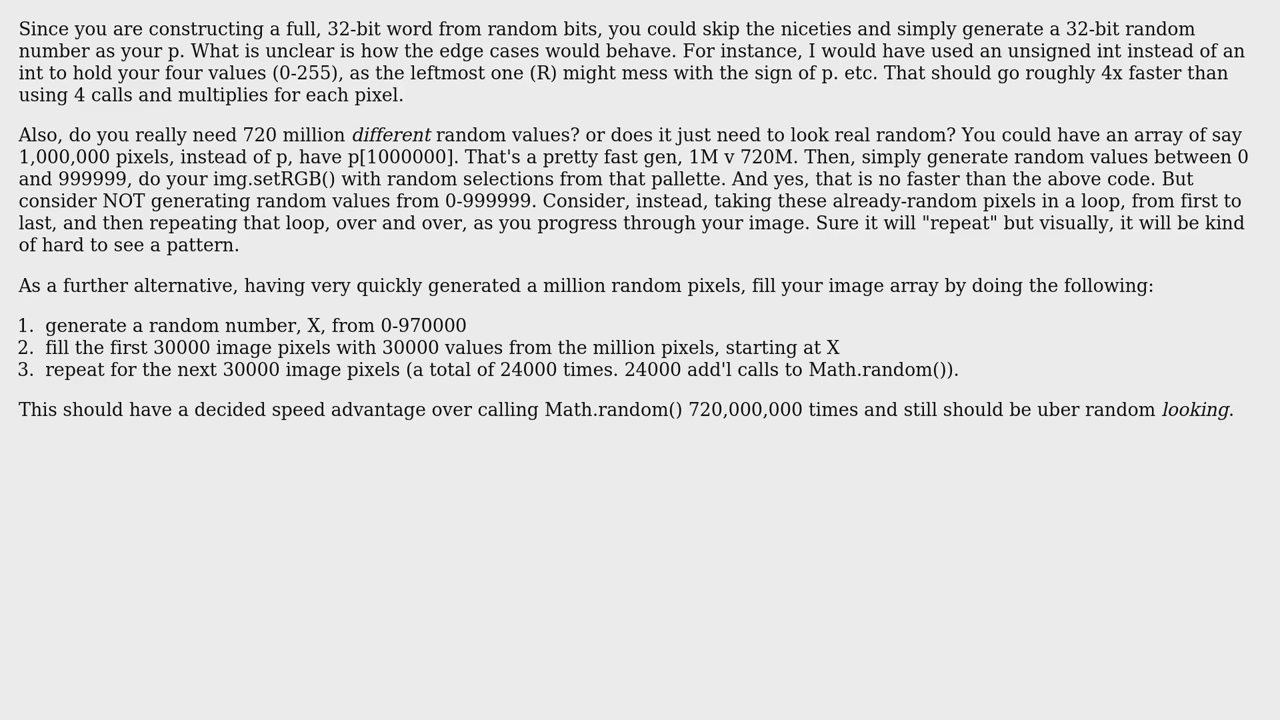 Since you are constructing a full, 32-bit word from random bits, you could skip the niceties and simply generate a 32-bit random
number as your p. What is unclear is how the edge cases would behave. For instance, I would have used an unsigned int instead of an
int to hold your four values (0-255), as the leftmost one (R) might mess with the sign of p. etc. That should go roughly 4x faster than
using 4 calls and multiplies for each pixel.
Also, do you really need 720 million different random values? or does it just need to look real random? You could have an array of say
1,000,000 pixels, instead of p, have p[1000000]. That's a pretty fast gen, 1M v 720M. Then, simply generate random values between 0
and 999999, do your img.setRGB() with random selections from that pallette. And yes, that is no faster than the above code. But
consider NOT generating random values from 0-999999. Consider, instead, taking these already-random pixels in a loop, from first to
last, and then repeating that loop, over and over, as you progress through your image. Sure it will "repeat" but visually, it will be kind
of hard to see a pattern.
As a further alternative, having very quickly generated a million random pixels, fill your image array by doing the following:
1. generate a random number, X, from 0-970000
2. fill the first 30000 image pixels with 30000 values from the million pixels, starting at X
3. repeat for the next 30000 image pixels (a total of 24000 times. 24000 add'l calls to Math.random()).
This should have a decided speed advantage over calling Math.random() 720,000,000 times and still should be uber random looking.